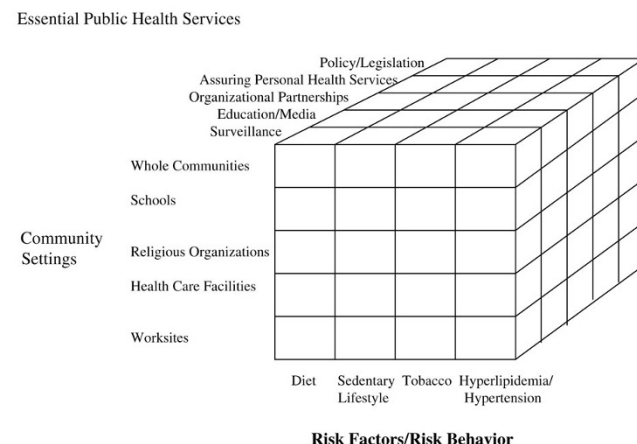 Essential Public Health Services
Policy/Legislation
Assuring Personal Health Services
Organizational Partnerships
Education/Media
Surveillance
Whole Communities
Schools
Community
Settings
Religious Organizations
Health Care Facilities
Worksites
Diet
Sedentary
Lifestyle
Tobacco
Hyperlipidemia/
Hypertension
Risk Factors/Risk Behavior